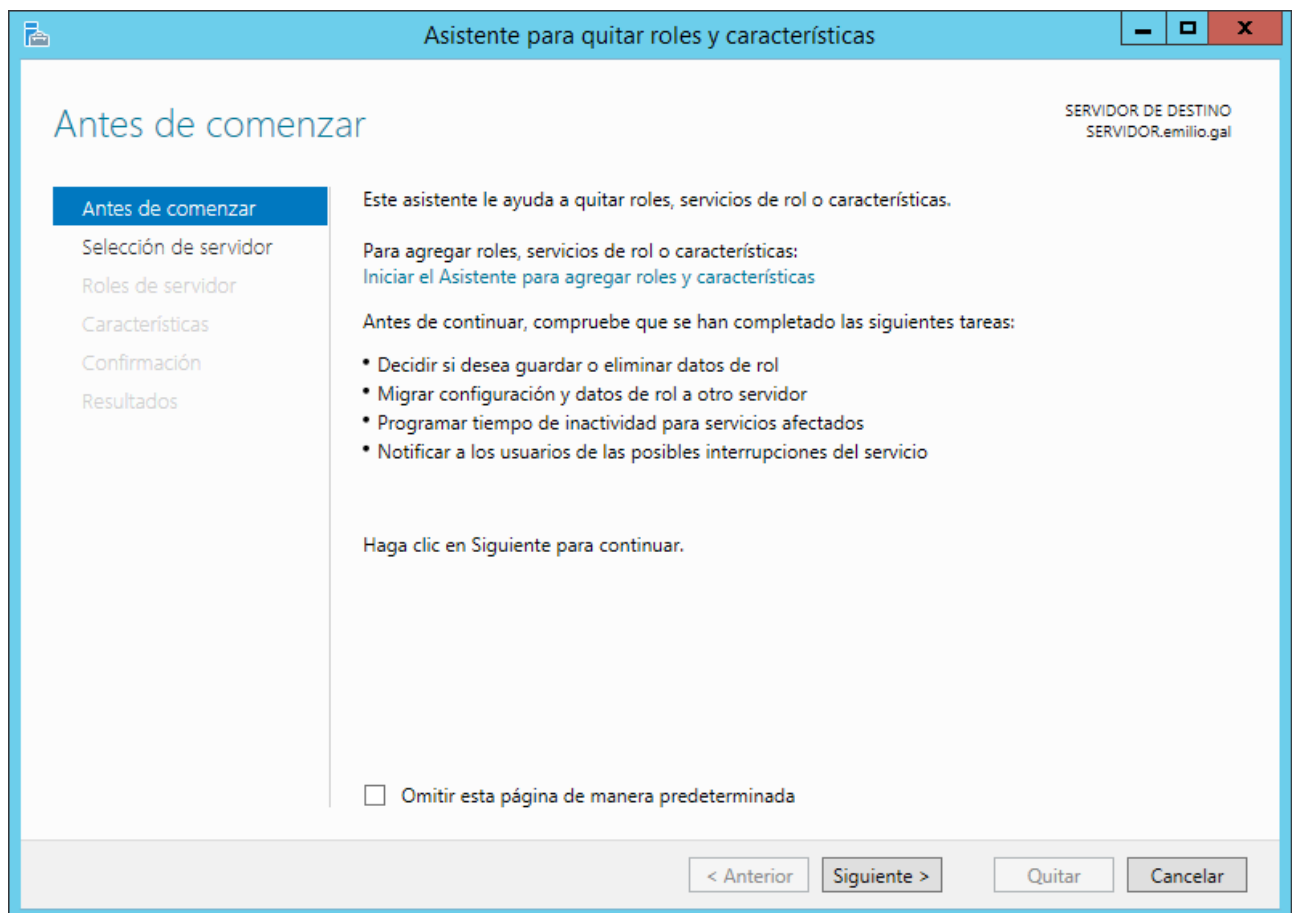 Asistente para quitar roles y características
Antes de comenzar
SERVIDOR DE DESTINO
SERVIDOR.emilio.gal
Antes de comenzar
Selección de servidor
Roles de servidor
Características
Confirmación
Resultados
Este asistente le ayuda a quitar roles, servicios de rol o características.
Para agregar roles, servicios de rol o características:
Iniciar el Asistente para agregar roles y características
Antes de continuar, compruebe que se han completado las siguientes tareas:
• Decidir si desea guardar o eliminar datos de rol
• Migrar configuración y datos de rol a otro servidor
• Programar tiempo de inactividad para servicios afectados
• Notificar a los usuarios de las posibles interrupciones del servicio
Haga clic en Siguiente para continuar.
Omitir esta página de manera predeterminada
< Anterior
Siguiente >
Quitar
Cancelar